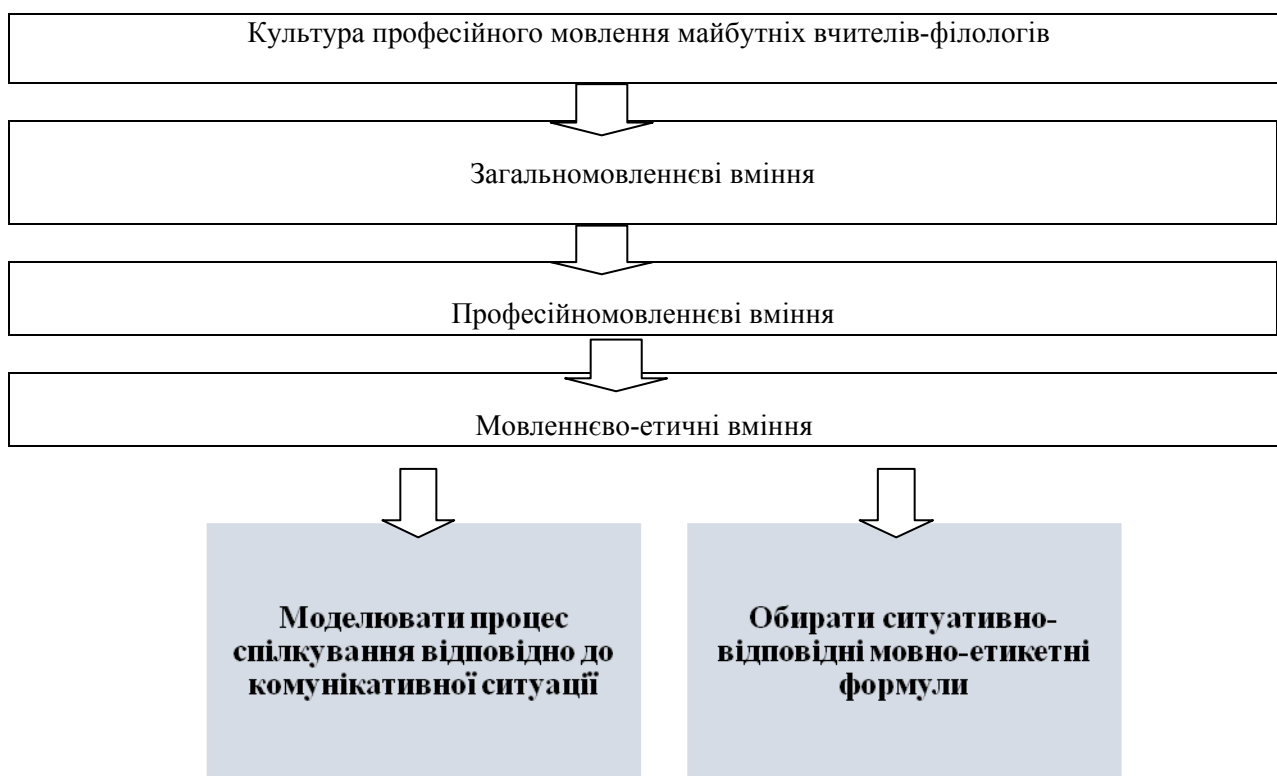 Культура професійного мовлення майбутніх вчителів-філологів
Загальномовленнєві вміння
Професійномовленнєві вміння
Мовленнєво-етичні вміння
Моделювати процес
спілкування відповідно до
комунікативної ситуації
Обирати ситуативно-
відповідні мовно-етикетні
формули